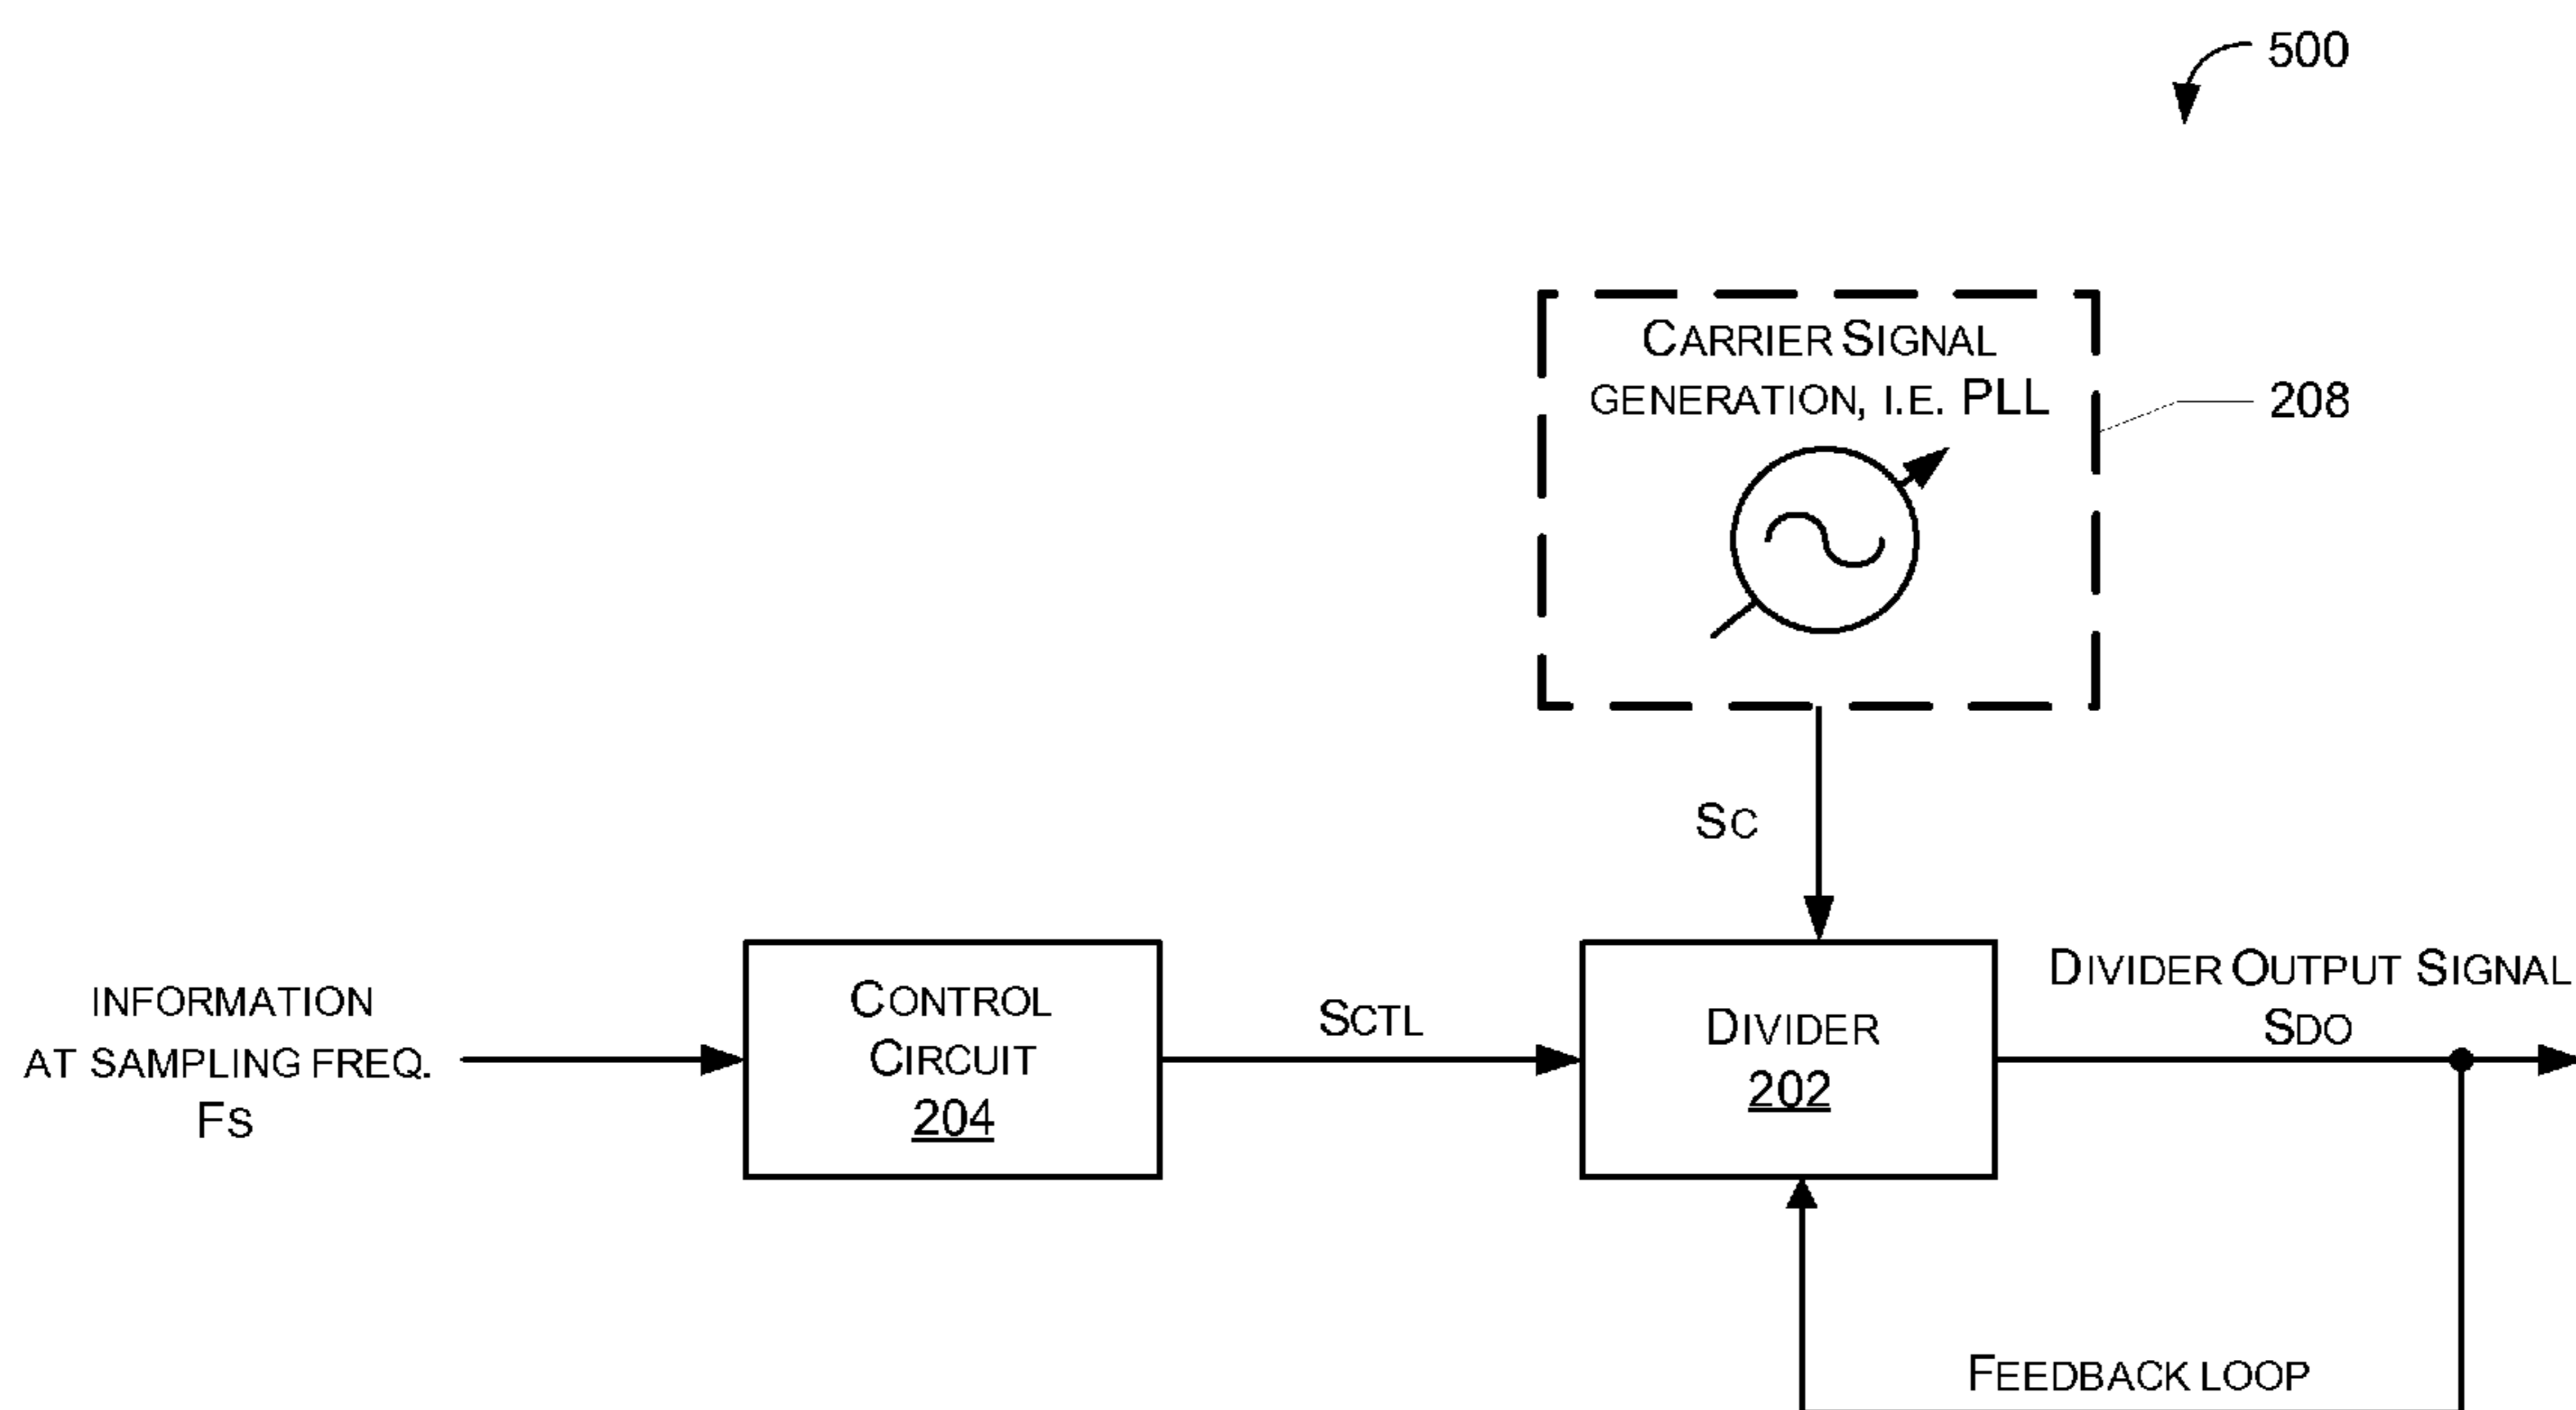 500
CARRIER SIGNAL
GENERATION, I.E. PLL
208
SC
INFORMATION
AT SAMPLING FREQ.
FS
CONTROL
CIRCUIT
204
SCTL
DIVIDER
202
DIVIDER OUTPUT SIGNAL
SDO
FEEDBACK LOOP